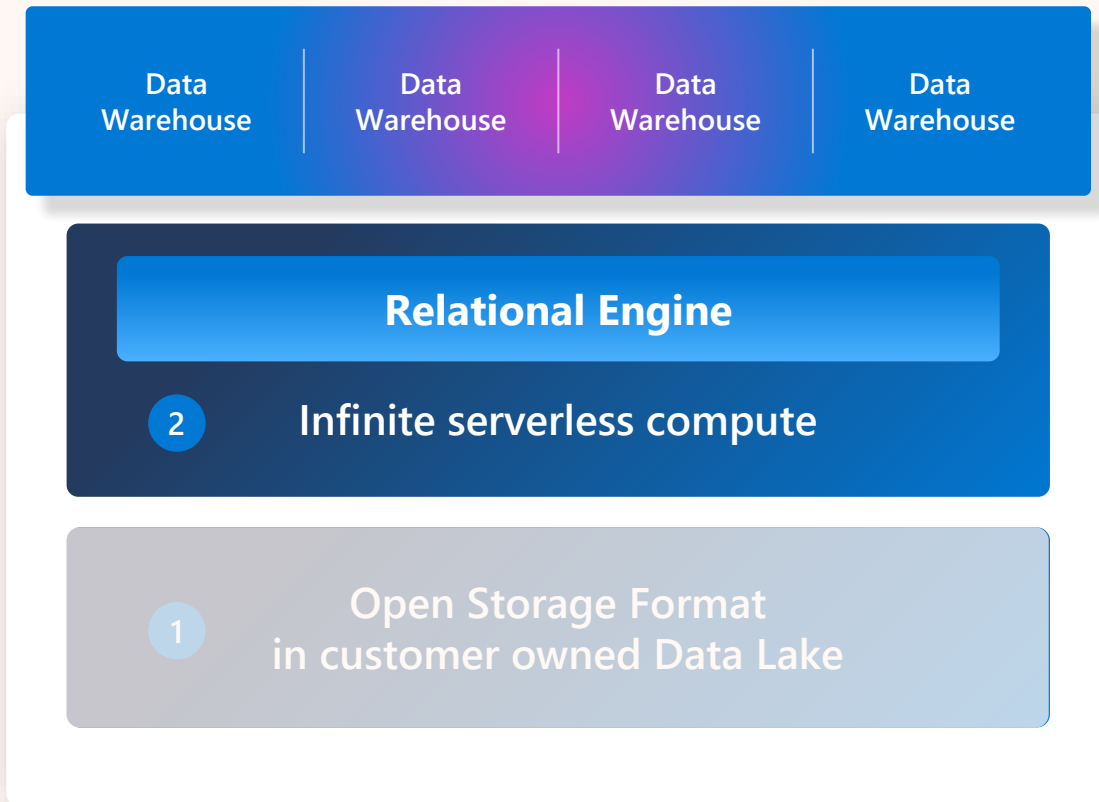 Data
Warehouse
Data
Warehouse
Data
Warehouse
Data
Warehouse
Relational Engine
2
Infinite serverless compute
1
Open Storage Format
in customer owned Data Lake